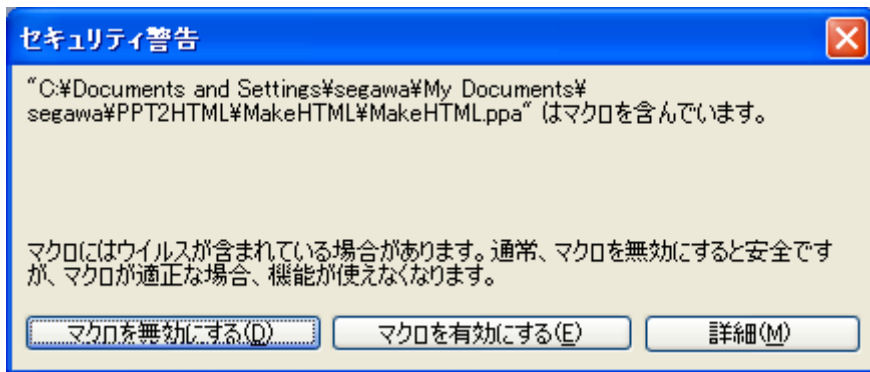 セキュリティ警告
"C:¥Documents and Settings¥segawa¥My Documents¥
segawa¥PPT2HTML¥MakeHTML¥MakeHTML.ppa" はマクロを含んでいます。
マクロにはウイルスが含まれている場合があります。通常、マクロを無効にすると安全です
が、マクロが適正な場合、機能が使えなくなります。
マクロを無効にする(D) マクロを有効にする(E) 詳細(M)